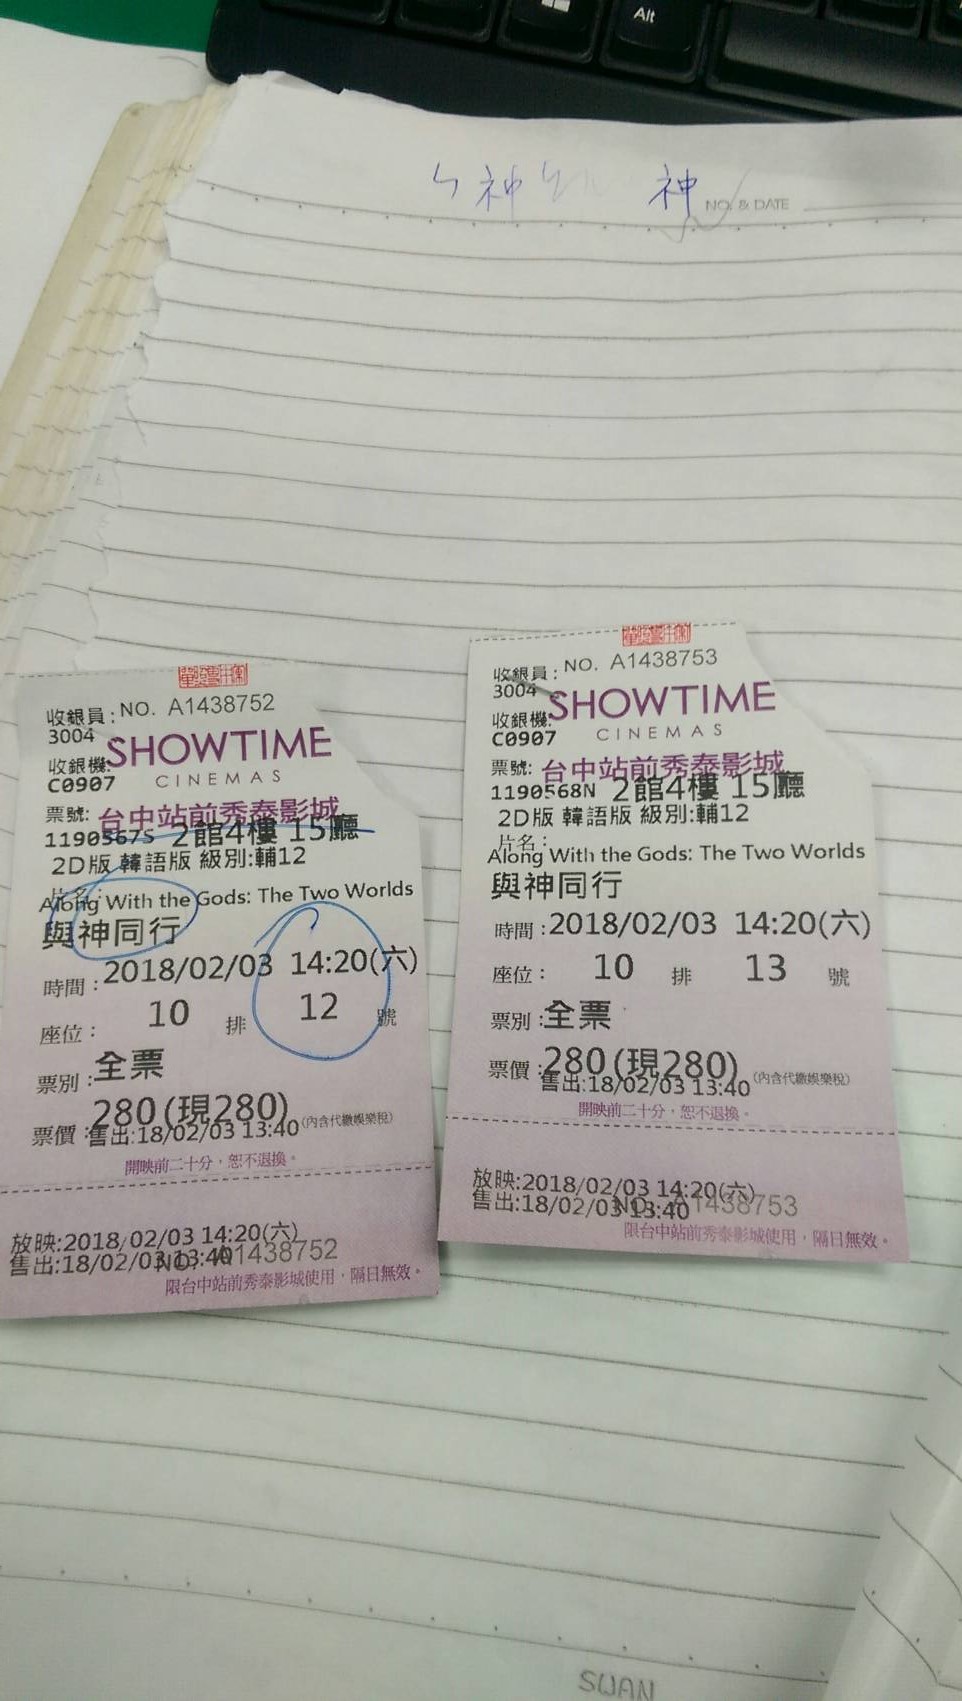 Alt
ㄣ 神 神
NO. & DATE
收銀員: NO. A1438752
3004
SHOWTIME
收銀機:
CINEMAS
C0907
票號: 台中站前秀泰影城
1190567S 2館4樓 15廳
2D版 韓語版 級別:輔12
片名:
Along With the Gods: The Two Worlds
與神同行
時間: 2018/02/03 14:20(六)
座位: 10 排 12 號
票別: 全票
票價: 280(現280)
售出:18/02/03 13:40 (內含代繳娛樂稅)
開映前二十分，恕不退換。
放映:2018/02/03 14:20(六)
售出:18/02/03 13:40 NO. A1438752
限台中站前秀泰影城使用，隔日無效。
收銀員: NO. A1438753
3004
SHOWTIME
收銀機:
CINEMAS
C0907
票號: 台中站前秀泰影城
1190568N 2館4樓 15廳
2D版 韓語版 級別:輔12
片名:
Along With the Gods: The Two Worlds
與神同行
時間: 2018/02/03 14:20(六)
座位: 10 排 13 號
票別: 全票
票價: 280(現280)
售出:18/02/03 13:40 (內含代繳娛樂稅)
開映前二十分，恕不退換。
放映:2018/02/03 14:20(六)
售出:18/02/03 13:40 NO. A1438753
限台中站前秀泰影城使用，隔日無效。
SWAN